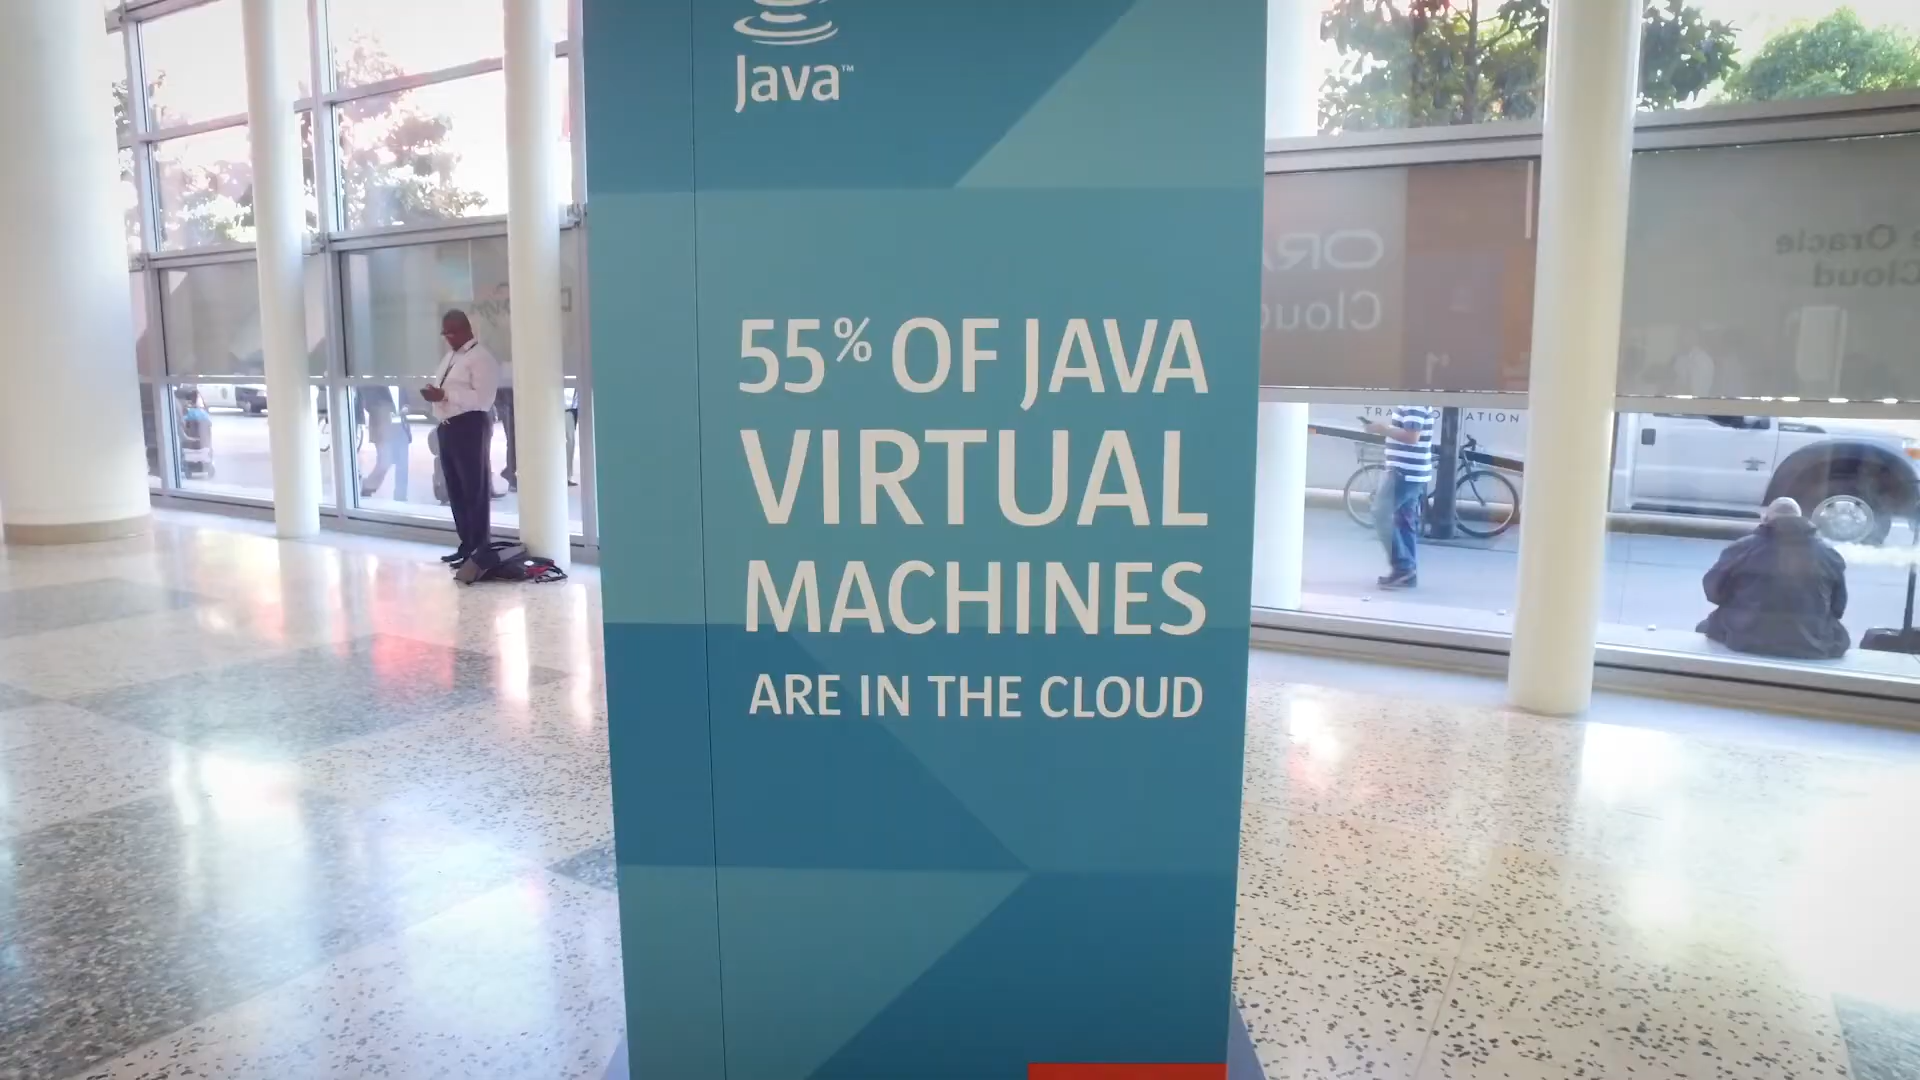 Java™
55% OF JAVA
VIRTUAL
MACHINES
ARE IN THE CLOUD
Cloud
Oracle
Cloud